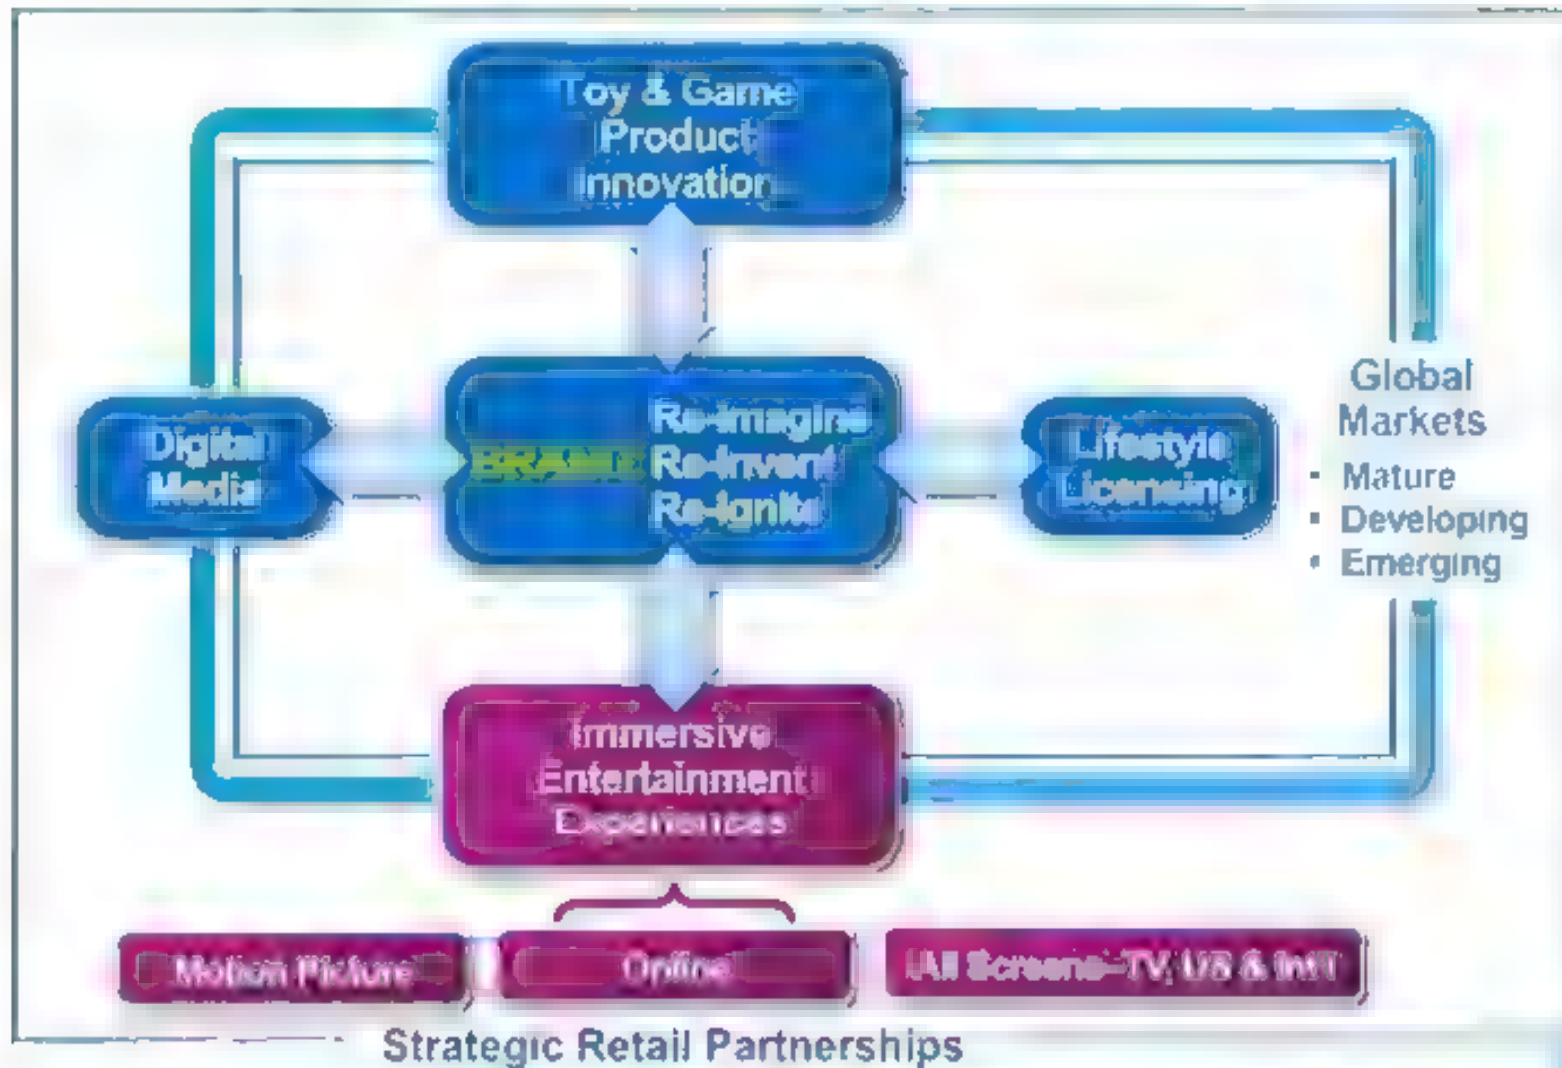 Toy & Game
Product
Innovation
Digital
Media
BRAND
Re-Imagine
Re-Invent
Re-Ignite
Lifestyle
Licensing
Global
Markets
• Mature
• Developing
• Emerging
Immersive
Entertainment
Experiences
Motion Picture
Online
All Screens-TV, US & Int'l
Strategic Retail Partnerships